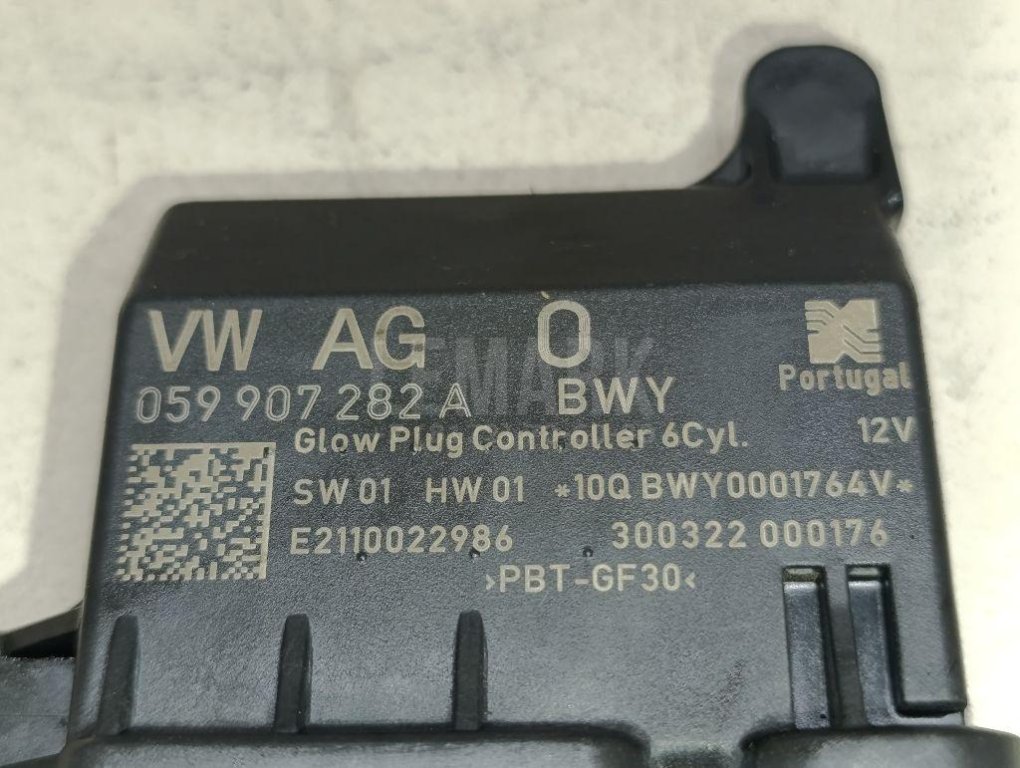 VW AG O
059 907 282 A BWY
Portugal
Glow Plug Controller 6Cyl. 12V
SW 01 HW 01 *10Q BWY0001764V*
E2110022986 300322 000176
>PBT-GF30<